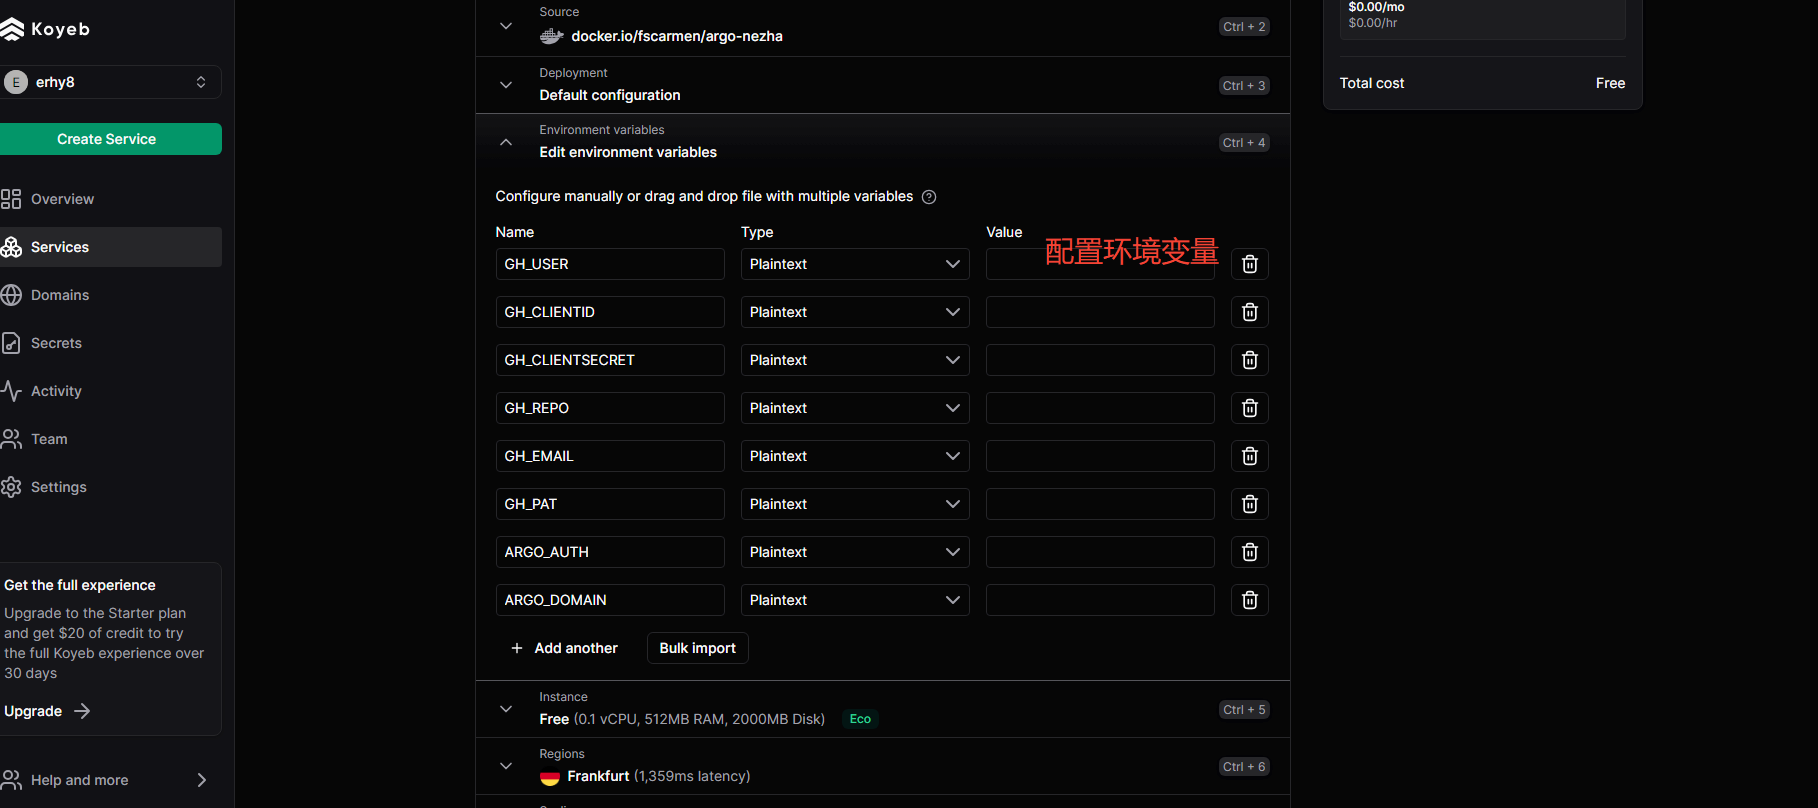 Koyeb
E erhy8
Create Service
Overview
Services
Domains
Secrets
Activity
Team
Settings
Get the full experience
Upgrade to the Starter plan
and get $20 of credit to try
the full Koyeb experience over
30 days
Upgrade
Help and more
Source
docker.io/fscarmen/argo-nezha
Ctrl + 2
Deployment
Default configuration
Ctrl + 3
Environment variables
Edit environment variables
Ctrl + 4
Configure manually or drag and drop file with multiple variables ?
Name Type Value
配置环境变量
GH_USER Plaintext
GH_CLIENTID Plaintext
GH_CLIENTSECRET Plaintext
GH_REPO Plaintext
GH_EMAIL Plaintext
GH_PAT Plaintext
ARGO_AUTH Plaintext
ARGO_DOMAIN Plaintext
+ Add another Bulk import
Instance
Free (0.1 vCPU, 512MB RAM, 2000MB Disk) Eco
Ctrl + 5
Regions
Frankfurt (1,359ms latency)
Ctrl + 6
$0.00/mo
$0.00/hr
Total cost Free